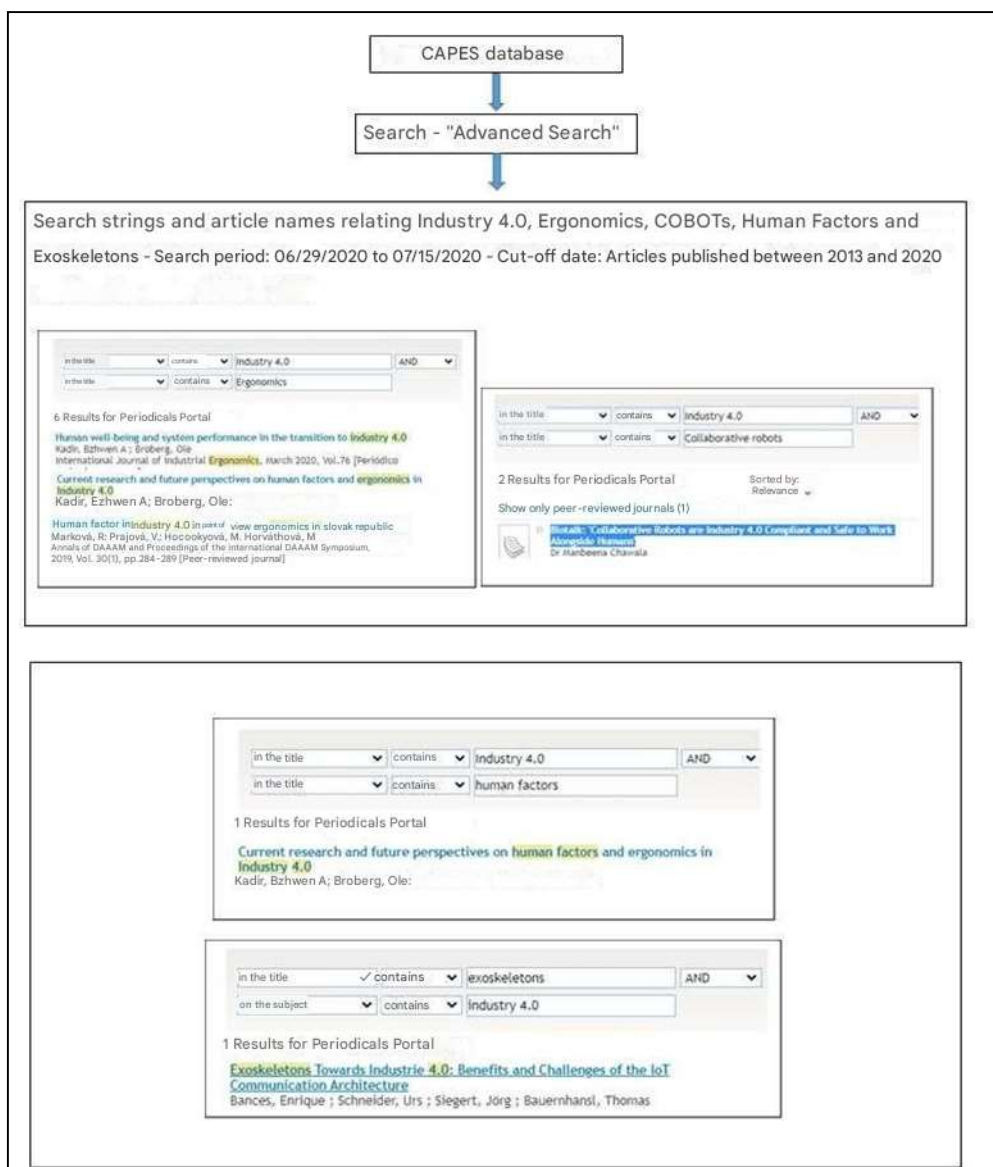 CAPES database
Search - "Advanced Search"
Search strings and article names relating Industry 4.0, Ergonomics, COBOTs, Human Factors and
Exoskeletons - Search period: 06/29/2020 to 07/15/2020 - Cut-off date: Articles published between 2013 and 2020
in the title contains Industry 4.0 AND
in the title contains Ergonomics
6 Results for Periodicals Portal
Human well-being and system performance in the transition to Industry 4.0
Kadir, Bzhwen A ; Broberg, Ole
International Journal of Industrial Ergonomics, March 2020, Vol.76 [Periódico
Current research and future perspectives on human factors and ergonomics in
Industry 4.0
Kadir, Ezhwen A; Broberg, Ole:
Human factor in Industry 4.0 in point of view ergonomics in slovak republic
Marková, R: Prajová, V.; Hocookyová, M. Horváthová, M
Annals of DAAAM and Proceedings of the international DAAAM Symposium,
2019, Vol. 30(1), pp.284-289 [Peer-reviewed journal]
in the title contains Industry 4.0 AND
in the title contains Collaborative robots
2 Results for Periodicals Portal Sorted by:
Relevance
Show only peer-reviewed journals (1)
"Collaborative Robots are Industry 4.0 Compliant and Safe to Work
Alongside Humans"
Dr Manbeena Chawala
in the title contains Industry 4.0 AND
in the title contains human factors
1 Results for Periodicals Portal
Current research and future perspectives on human factors and ergonomics in
Industry 4.0
Kadir, Bzhwen A; Broberg, Ole:
in the title contains exoskeletons AND
on the subject contains Industry 4.0
1 Results for Periodicals Portal
Exoskeletons Towards Industrie 4.0: Benefits and Challenges of the IoT
Communication Architecture
Bances, Enrique ; Schneider, Urs ; Siegert, Jörg ; Bauernhansl, Thomas